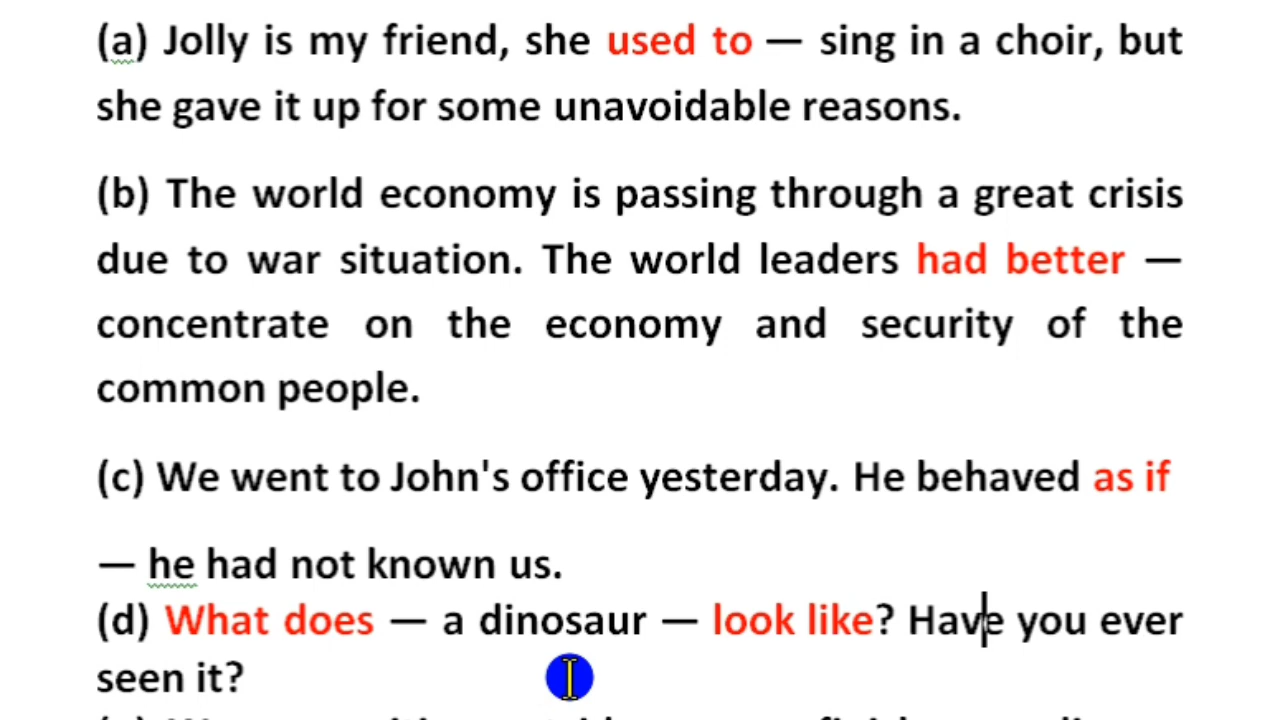 (a) Jolly is my friend, she used to — sing in a choir, but
she gave it up for some unavoidable reasons.
(b) The world economy is passing through a great crisis
due to war situation. The world leaders had better —
concentrate on the economy and security of the
common people.
(c) We went to John's office yesterday. He behaved as if
— he had not known us.
(d) What does — a dinosaur — look like? Have you ever
seen it?